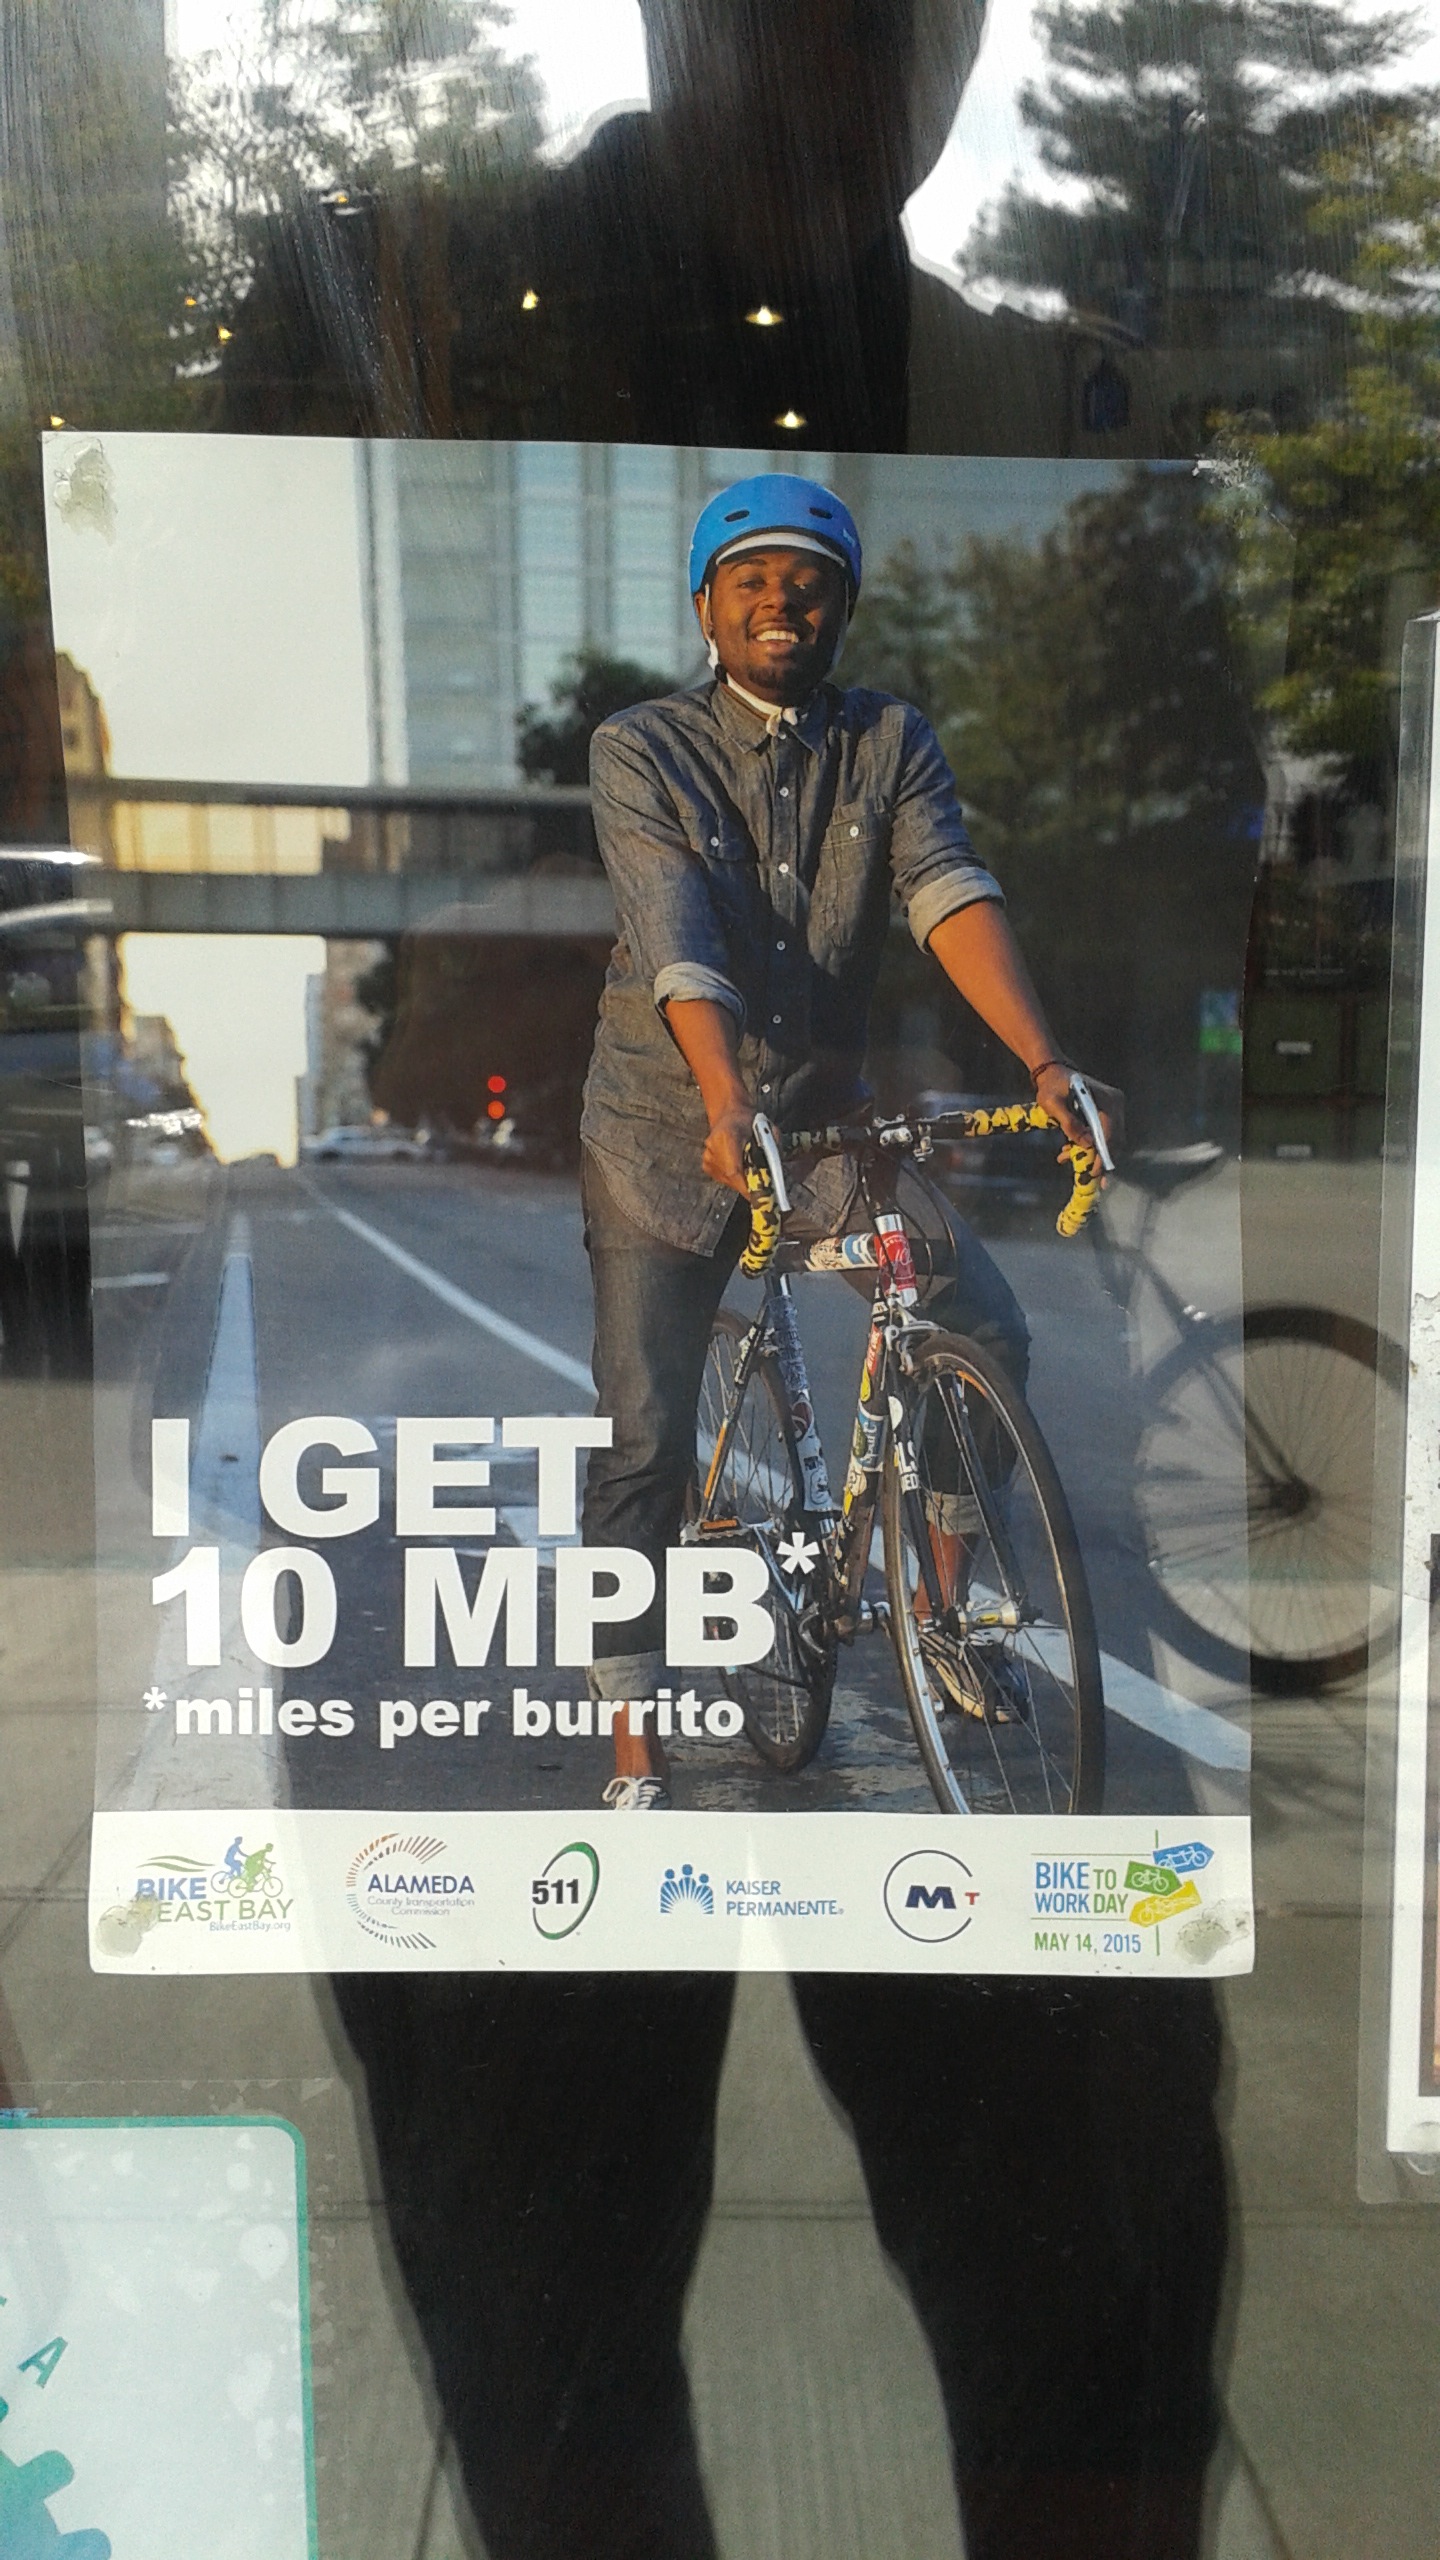 I GET
10 MPB*
*miles per burrito
BIKE
EAST BAY
BikeEastBay.org
ALAMEDA
County Transportation
Commission
511
KAISER
PERMANENTE®
MT
BIKE TO
WORK DAY
MAY 14, 2015
A